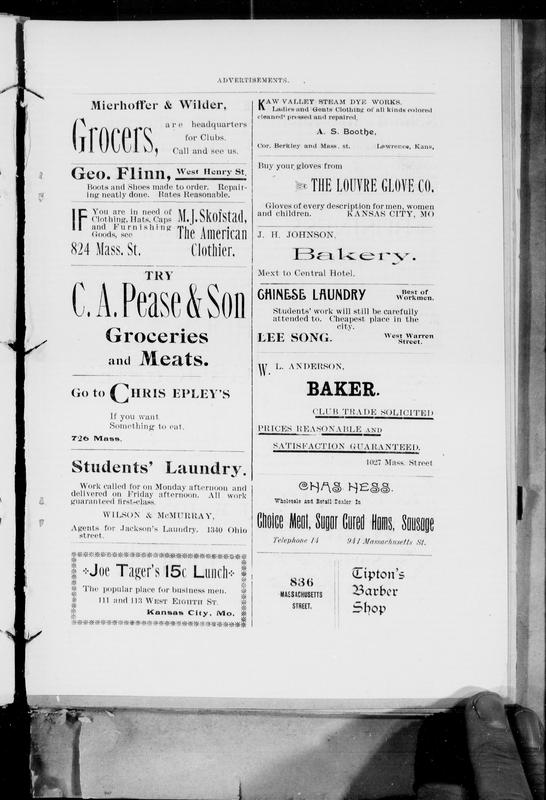 ADVERTISEMENTS.
Mierhoffer & Wilder,
Grocers,
are headquarters
for Clubs.
Call and see us.
Geo. Flinn, West Henry St.
Boots and Shoes made to order. Repair-
ing neatly done. Rates Reasonable.
IF You are in need of
Clothing, Hats, Caps
and Furnishing
Goods, see
M. J. Skofstad,
The American
824 Mass. St. Clothier.
TRY
C. A. Pease & Son
Groceries
and Meats.
Go to CHRIS EPLEY'S
If you want
Something to eat.
726 Mass.
Students' Laundry.
Work called for on Monday afternoon and
delivered on Friday afternoon. All work
guaranteed first-class.
WILSON & McMURRAY,
Agents for Jackson's Laundry. 1340 Ohio
street.
Joe Tager's 15c Lunch
The popular place for business men.
111 and 113 WEST EIGHTH ST.
Kansas City, Mo.
KAW VALLEY STEAM DYE WORKS.
Ladies and Gents Clothing of all kinds colored
cleaned pressed and repaired.
A. S. Boothe,
Cor. Berkley and Mass. st. Lawrence, Kans,
Buy your gloves from
THE LOUVRE GLOVE CO.
Gloves of every description for men, women
and children. KANSAS CITY, MO
J. H. JOHNSON,
Bakery.
Mext to Central Hotel.
CHINESE LAUNDRY Best of
Workmen.
Students' work will still be carefully
attended to. Cheapest place in the
city.
LEE SONG. West Warren
Street.
W. L. ANDERSON,
BAKER.
CLUB TRADE SOLICITED
PRICES REASONABLE AND
SATISFACTION GUARANTEED.
1027 Mass. Street
CHAS HESS.
Wholesale and Retail Dealer In
Choice Meat, Sugar Cured Hams, Sausage
Telephone 14 941 Massachusetts St.
836
MASSACHUSETTS
STREET.
Tipton's
Barber
Shop